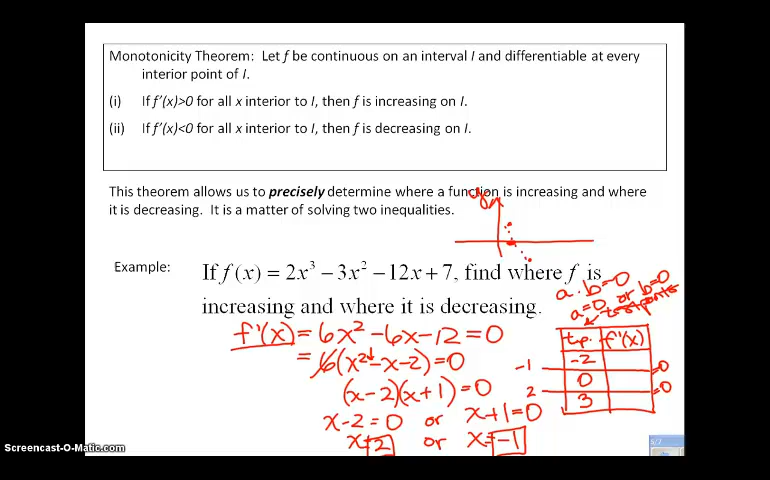 Monotonicity Theorem: Let f be continuous on an interval I and differentiable at every
interior point of I.
(i) If f'(x)>0 for all x interior to I, then f is increasing on I.
(ii) If f'(x)<0 for all x interior to I, then f is decreasing on I.
This theorem allows us to precisely determine where a function is increasing and where
it is decreasing. It is a matter of solving two inequalities.
Example: If f(x) = 2x³ − 3x² − 12x + 7, find where f is
increasing and where it is decreasing.
a · b = 0
a = 0 or b = 0
test points
f'(x) = 6x² − 6x − 12 = 0
= 6(x² − x − 2) = 0
(x − 2)(x + 1) = 0
x − 2 = 0 or x + 1 = 0
x = 2 or x = −1
t.p. f'(x)
−2
−1 =0
0
2 =0
3
Screencast-O-Matic.com